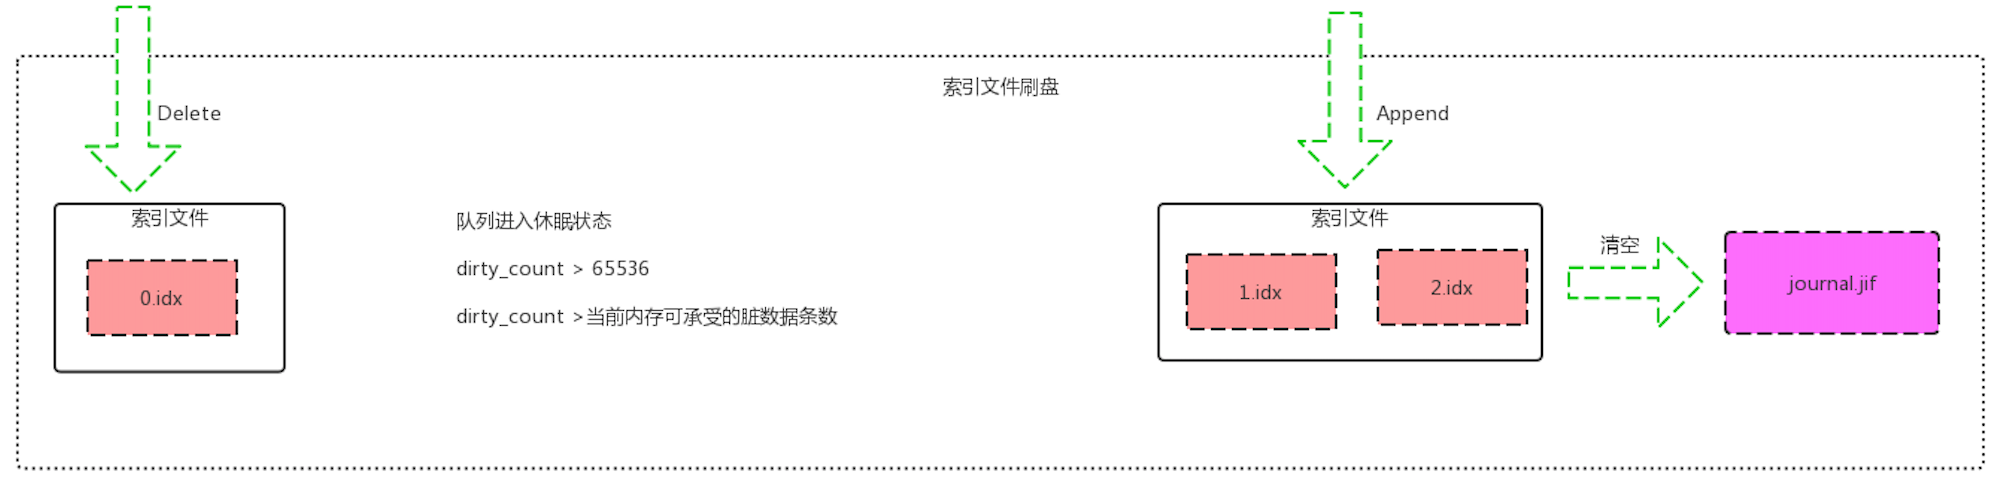 索引文件刷盘
Delete
Append
索引文件
0.idx
队列进入休眠状态
dirty_count > 65536
dirty_count >当前内存可承受的脏数据条数
索引文件
1.idx
2.idx
清空
journal.jif